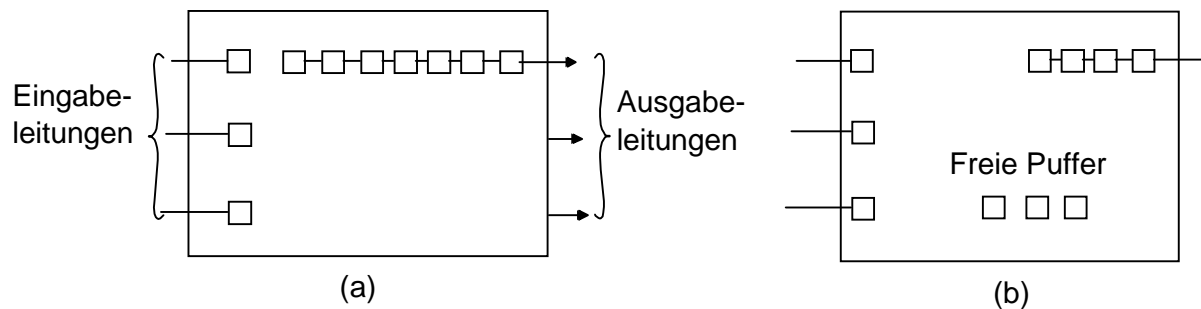 Eingabe-
leitungen
Ausgabe-
leitungen
(a)
Freie Puffer
(b)